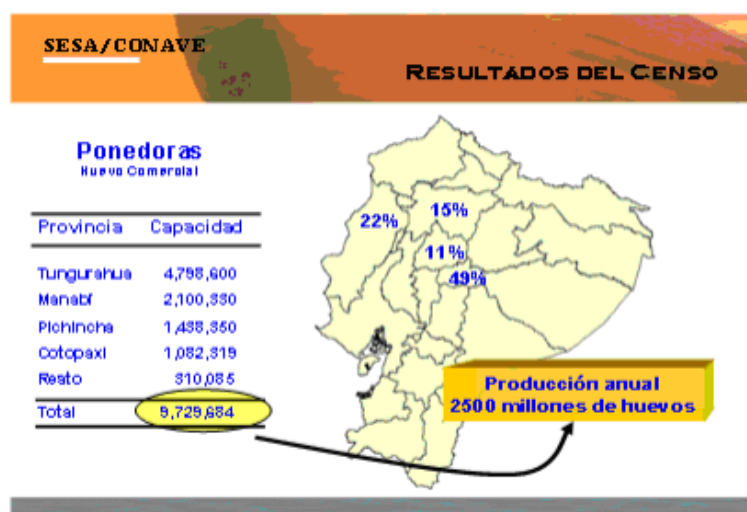 SESA/CONAVE
RESULTADOS DEL CENSO
Ponedoras
Huevo Comercial
Provincia Capacidad
Tungurahua 4,798,600
Manabí 2,100,330
Pichincha 1,438,350
Cotopaxi 1,082,319
Resto 310,085
Total 9,729,684
22%
15%
11%
49%
Producción anual
2500 millones de huevos